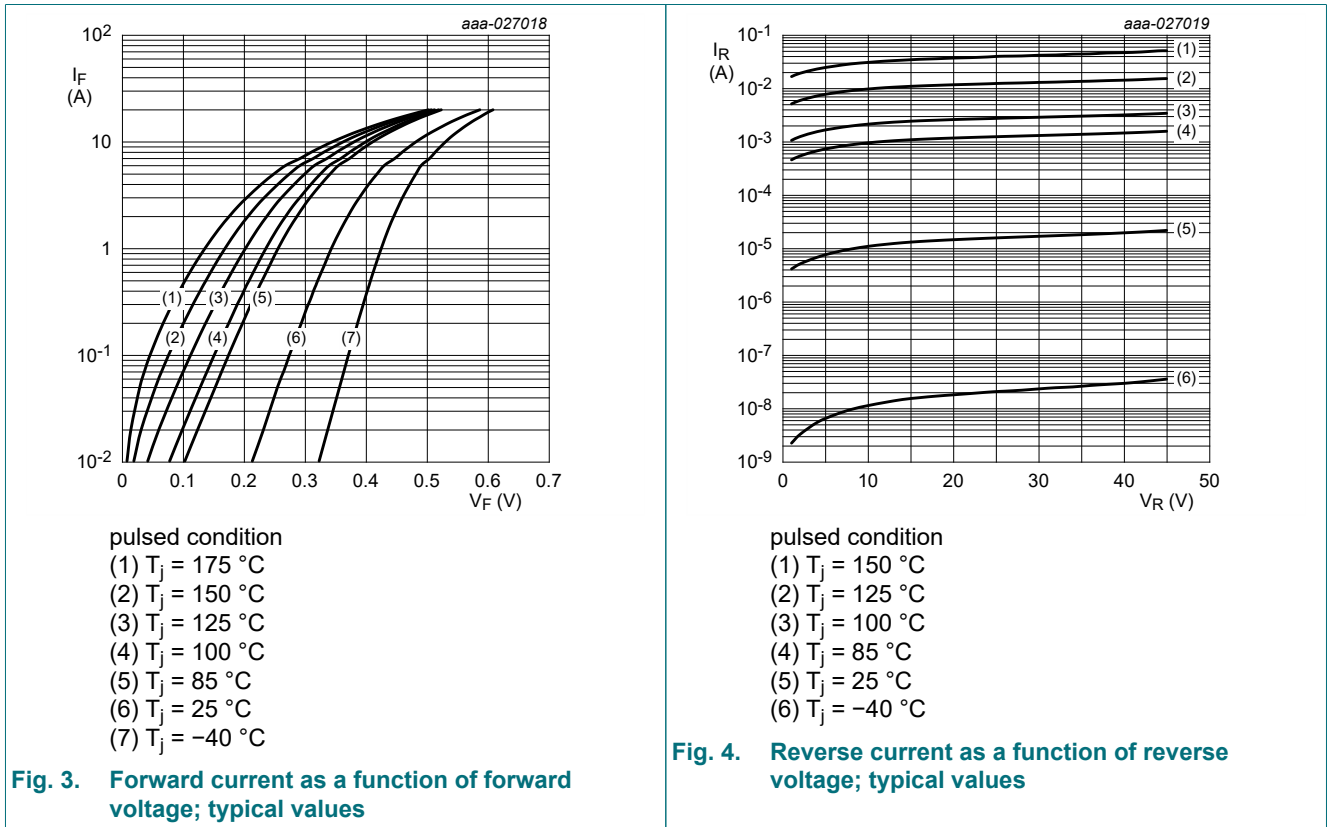 aaa-027018
10²
I_F
(A)
10
1
10⁻¹
10⁻²
(1)
(3)
(5)
(2)
(4)
(6)
(7)
0 0.1 0.2 0.3 0.4 0.5 0.6 0.7
V_F (V)
pulsed condition
(1) T_j = 175 °C
(2) T_j = 150 °C
(3) T_j = 125 °C
(4) T_j = 100 °C
(5) T_j = 85 °C
(6) T_j = 25 °C
(7) T_j = −40 °C
Fig. 3. Forward current as a function of forward
voltage; typical values
aaa-027019
10⁻¹
I_R
(A)
10⁻²
10⁻³
10⁻⁴
10⁻⁵
10⁻⁶
10⁻⁷
10⁻⁸
10⁻⁹
(1)
(2)
(3)
(4)
(5)
(6)
0 10 20 30 40 50
V_R (V)
pulsed condition
(1) T_j = 150 °C
(2) T_j = 125 °C
(3) T_j = 100 °C
(4) T_j = 85 °C
(5) T_j = 25 °C
(6) T_j = −40 °C
Fig. 4. Reverse current as a function of reverse
voltage; typical values